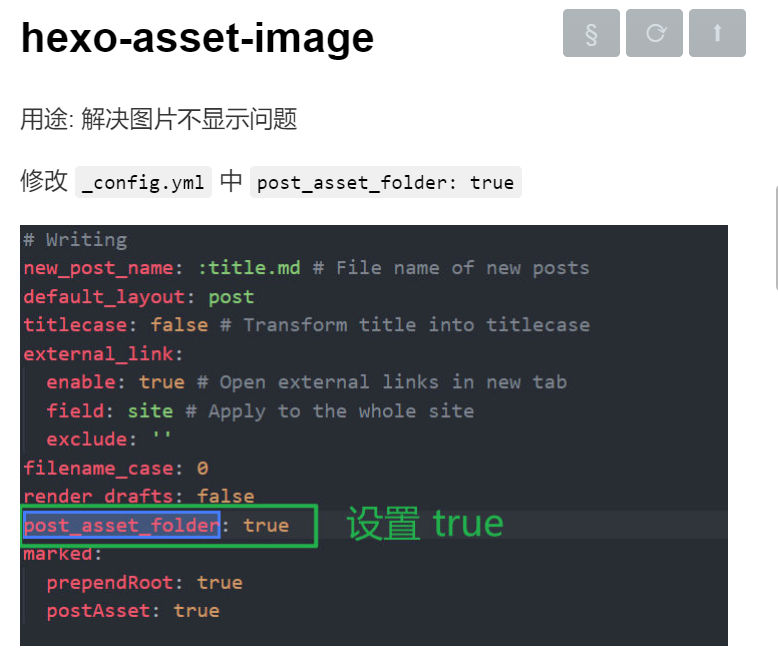 hexo-asset-image
§
用途: 解决图片不显示问题
修改 _config.yml 中 post_asset_folder: true
# Writing
new_post_name: :title.md # File name of new posts
default_layout: post
titlecase: false # Transform title into titlecase
external_link:
enable: true # Open external links in new tab
field: site # Apply to the whole site
exclude: ''
filename_case: 0
render_drafts: false
post_asset_folder: true 设置 true
marked:
prependRoot: true
postAsset: true